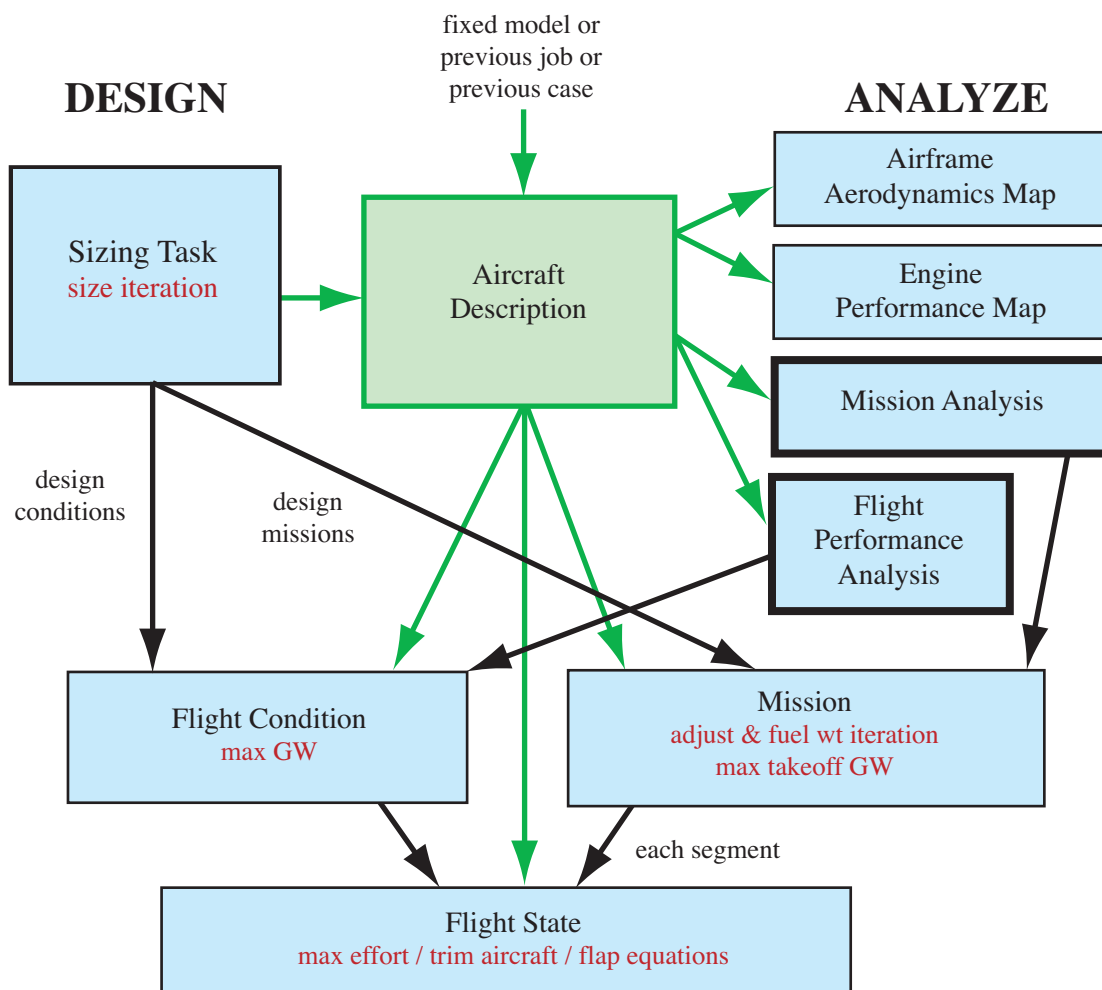 fixed model or
previous job or
previous case
DESIGN
ANALYZE
Sizing Task
size iteration
Aircraft
Description
Airframe
Aerodynamics Map
Engine
Performance Map
Mission Analysis
Flight
Performance
Analysis
design
conditions
design
missions
Flight Condition
max GW
Mission
adjust & fuel wt iteration
max takeoff GW
each segment
Flight State
max effort / trim aircraft / flap equations